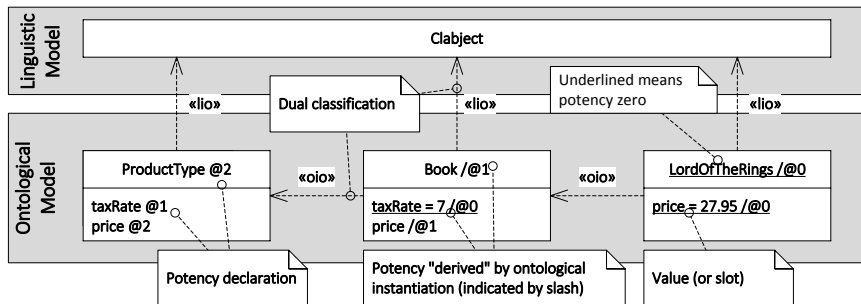 Linguistic
Model
Clabject
«lio»
Dual classification
«lio»
Underlined means
potency zero
«lio»
Ontological
Model
ProductType @2
taxRate @1
price @2
«oio»
Book /@1
taxRate = 7 /@0
price /@1
«oio»
LordOfTheRings /@0
price = 27.95 /@0
Potency declaration
Potency "derived" by ontological
instantiation (indicated by slash)
Value (or slot)